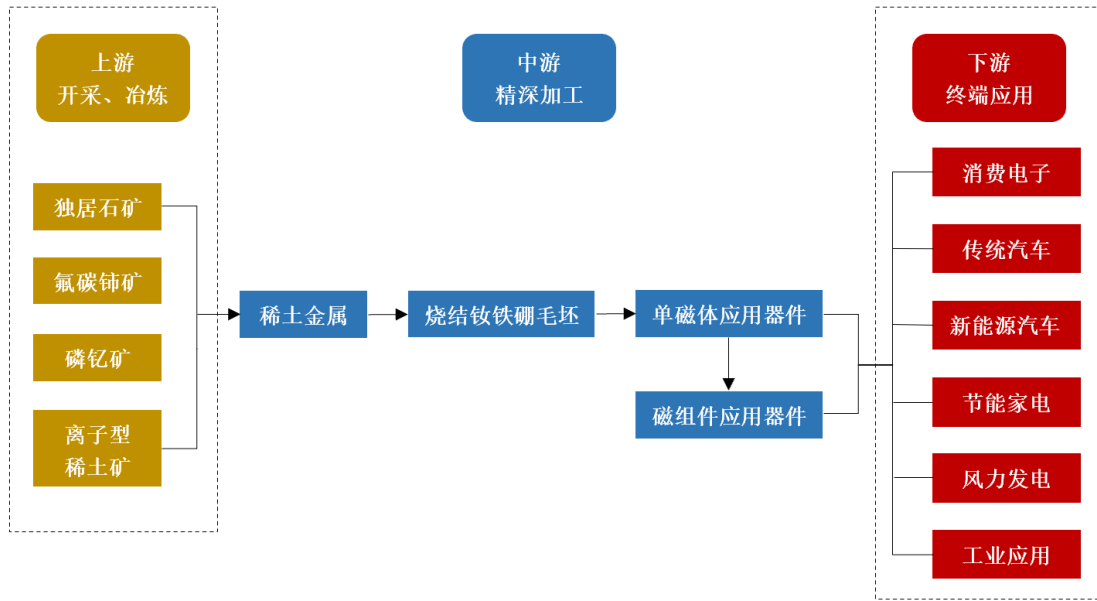 上游
开采、冶炼
中游
精深加工
下游
终端应用
独居石矿
氟碳铈矿
磷钇矿
离子型
稀土矿
稀土金属
烧结钕铁硼毛坯
单磁体应用器件
磁组件应用器件
消费电子
传统汽车
新能源汽车
节能家电
风力发电
工业应用